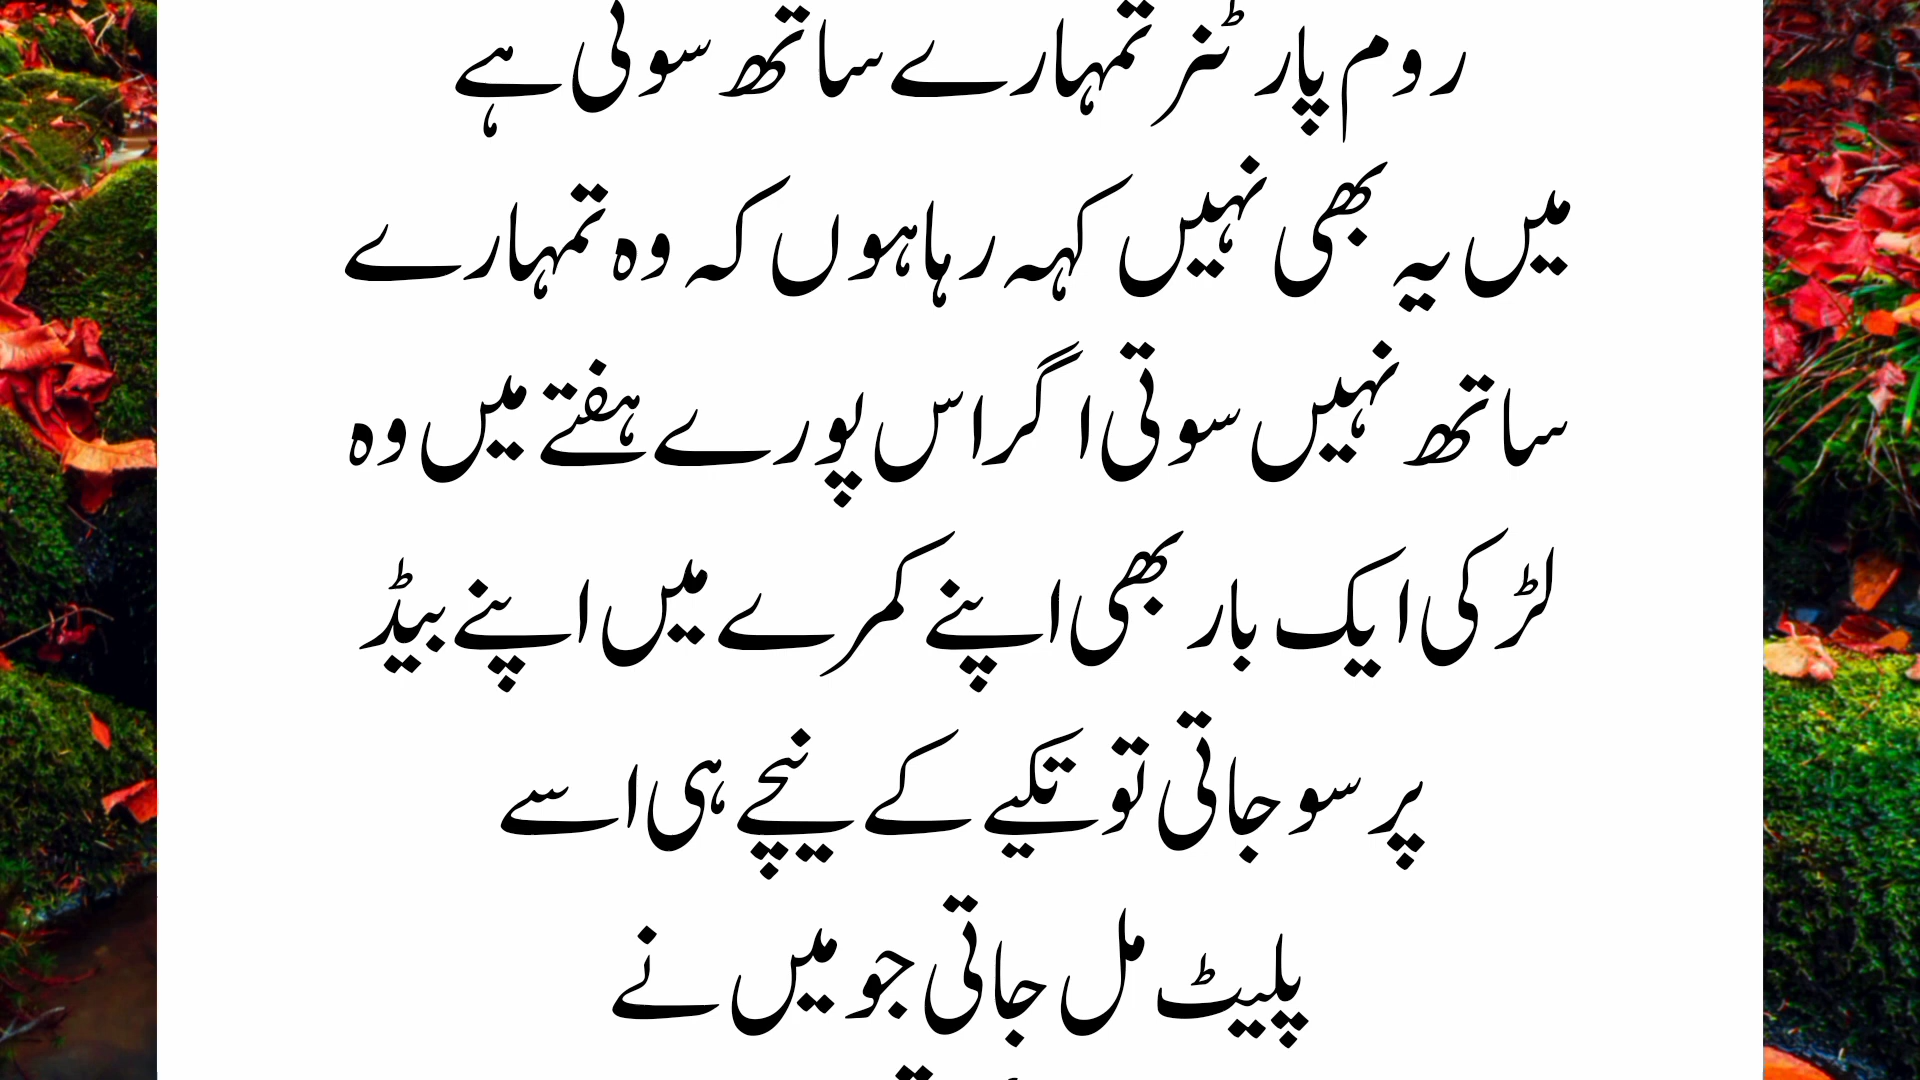 روم پارٹنر تمہارے ساتھ سوتی ہے
میں یہ بھی نہیں کہہ رہا ہوں کہ وہ تمہارے
ساتھ نہیں سوتی اگر اس پورے ہفتے میں وہ
لڑکی ایک بار بھی اپنے کمرے میں اپنے بیڈ
پر سو جاتی تو تکیے کے نیچے ہی اسے
پلیٹ مل جاتی جو میں نے